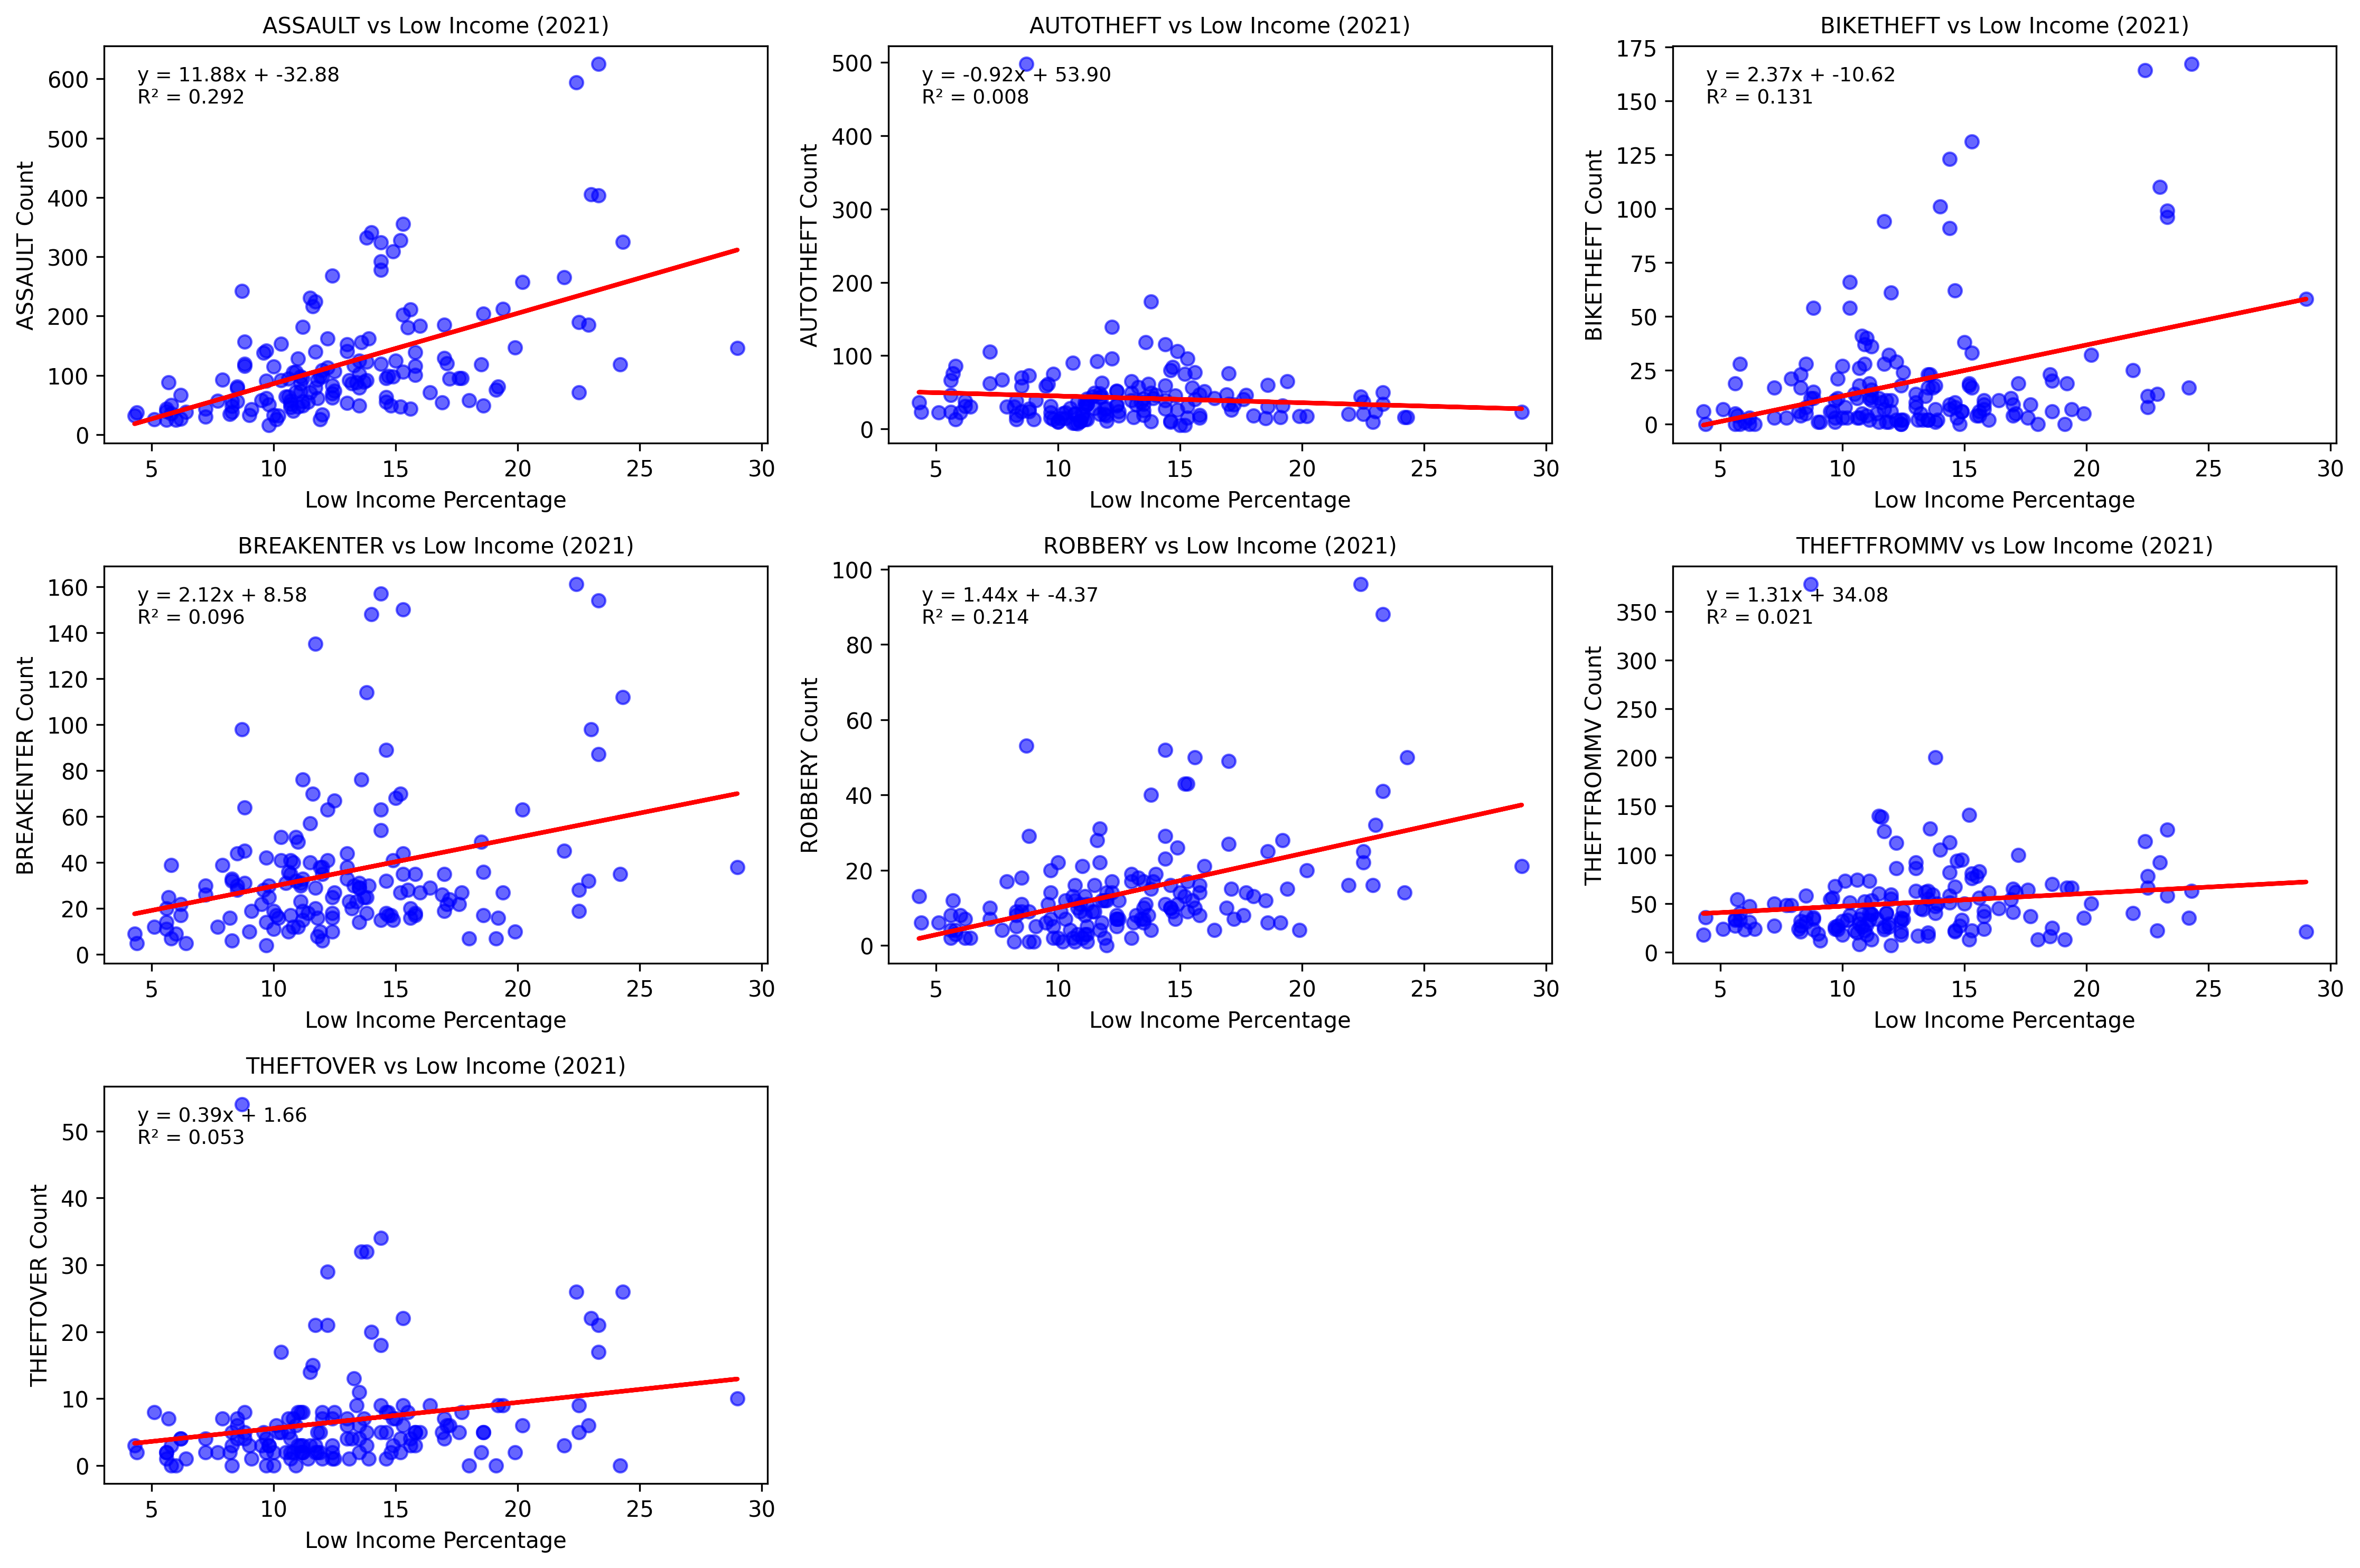 ASSAULT vs Low Income (2021)
y = 11.88x + -32.88
R² = 0.292
600
500
400
300
200
100
0
ASSAULT Count
5 10 15 20 25 30
Low Income Percentage
AUTOTHEFT vs Low Income (2021)
y = -0.92x + 53.90
R² = 0.008
500
400
300
200
100
0
AUTOTHEFT Count
5 10 15 20 25 30
Low Income Percentage
BIKETHEFT vs Low Income (2021)
y = 2.37x + -10.62
R² = 0.131
175
150
125
100
75
50
25
0
BIKETHEFT Count
5 10 15 20 25 30
Low Income Percentage
BREAKENTER vs Low Income (2021)
y = 2.12x + 8.58
R² = 0.096
160
140
120
100
80
60
40
20
0
BREAKENTER Count
5 10 15 20 25 30
Low Income Percentage
ROBBERY vs Low Income (2021)
y = 1.44x + -4.37
R² = 0.214
100
80
60
40
20
0
ROBBERY Count
5 10 15 20 25 30
Low Income Percentage
THEFTFROMMV vs Low Income (2021)
y = 1.31x + 34.08
R² = 0.021
350
300
250
200
150
100
50
0
THEFTFROMMV Count
5 10 15 20 25 30
Low Income Percentage
THEFTOVER vs Low Income (2021)
y = 0.39x + 1.66
R² = 0.053
50
40
30
20
10
0
THEFTOVER Count
5 10 15 20 25 30
Low Income Percentage